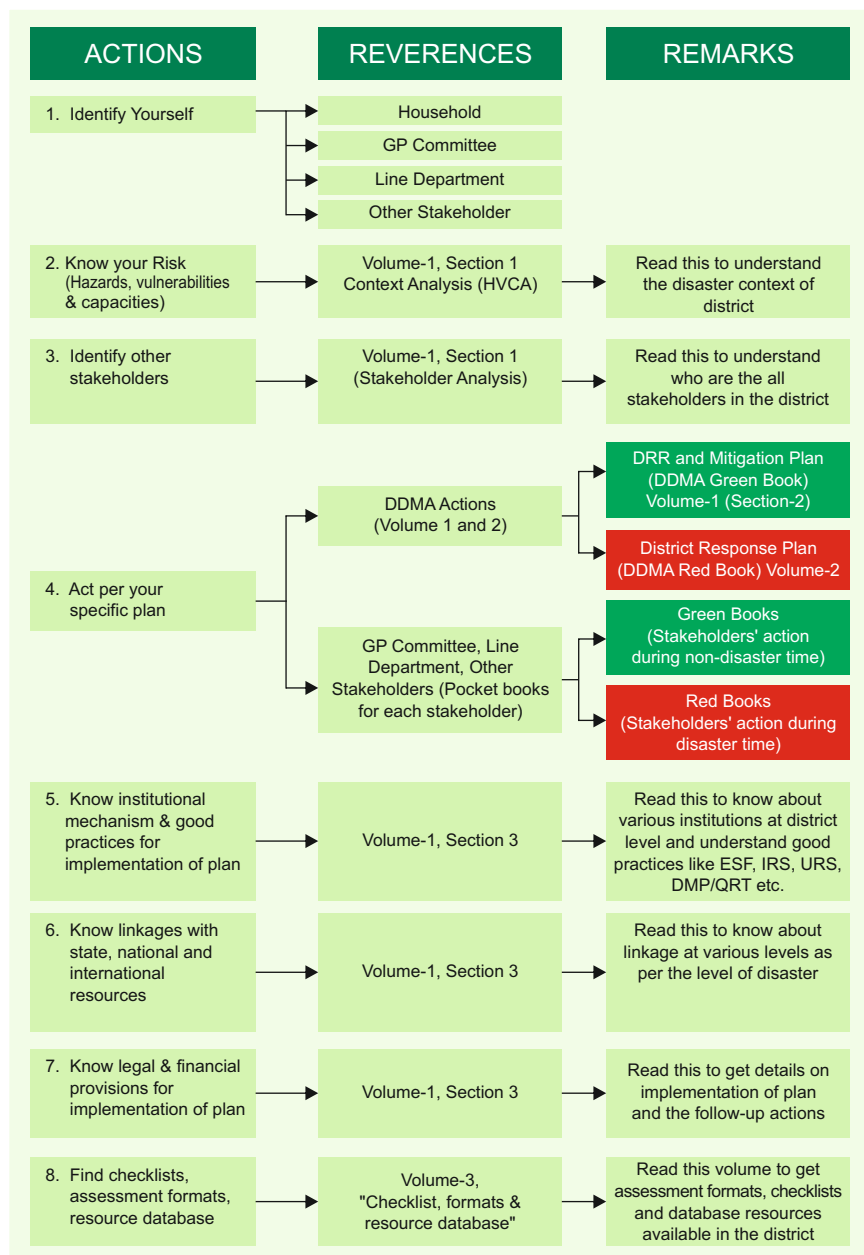 ACTIONS
REVERENCES
REMARKS
1. Identify Yourself
Household
GP Committee
Line Department
Other Stakeholder
2. Know your Risk
(Hazards, vulnerabilities
& capacities)
Volume-1, Section 1
Context Analysis (HVCA)
Read this to understand
the disaster context of
district
3. Identify other
stakeholders
Volume-1, Section 1
(Stakeholder Analysis)
Read this to understand
who are the all
stakeholders in the district
4. Act per your
specific plan
DDMA Actions
(Volume 1 and 2)
DRR and Mitigation Plan
(DDMA Green Book)
Volume-1 (Section-2)
District Response Plan
(DDMA Red Book) Volume-2
GP Committee, Line
Department, Other
Stakeholders (Pocket books
for each stakeholder)
Green Books
(Stakeholders' action
during non-disaster time)
Red Books
(Stakeholders' action during
disaster time)
5. Know institutional
mechanism & good
practices for
implementation of plan
Volume-1, Section 3
Read this to know about
various institutions at district
level and understand good
practices like ESF, IRS, URS,
DMP/QRT etc.
6. Know linkages with
state, national and
international
resources
Volume-1, Section 3
Read this to know about
linkage at various levels as
per the level of disaster
7. Know legal & financial
provisions for
implementation of plan
Volume-1, Section 3
Read this to get details on
implementation of plan
and the follow-up actions
8. Find checklists,
assessment formats,
resource database
Volume-3,
"Checklist, formats &
resource database"
Read this volume to get
assessment formats, checklists
and database resources
available in the district